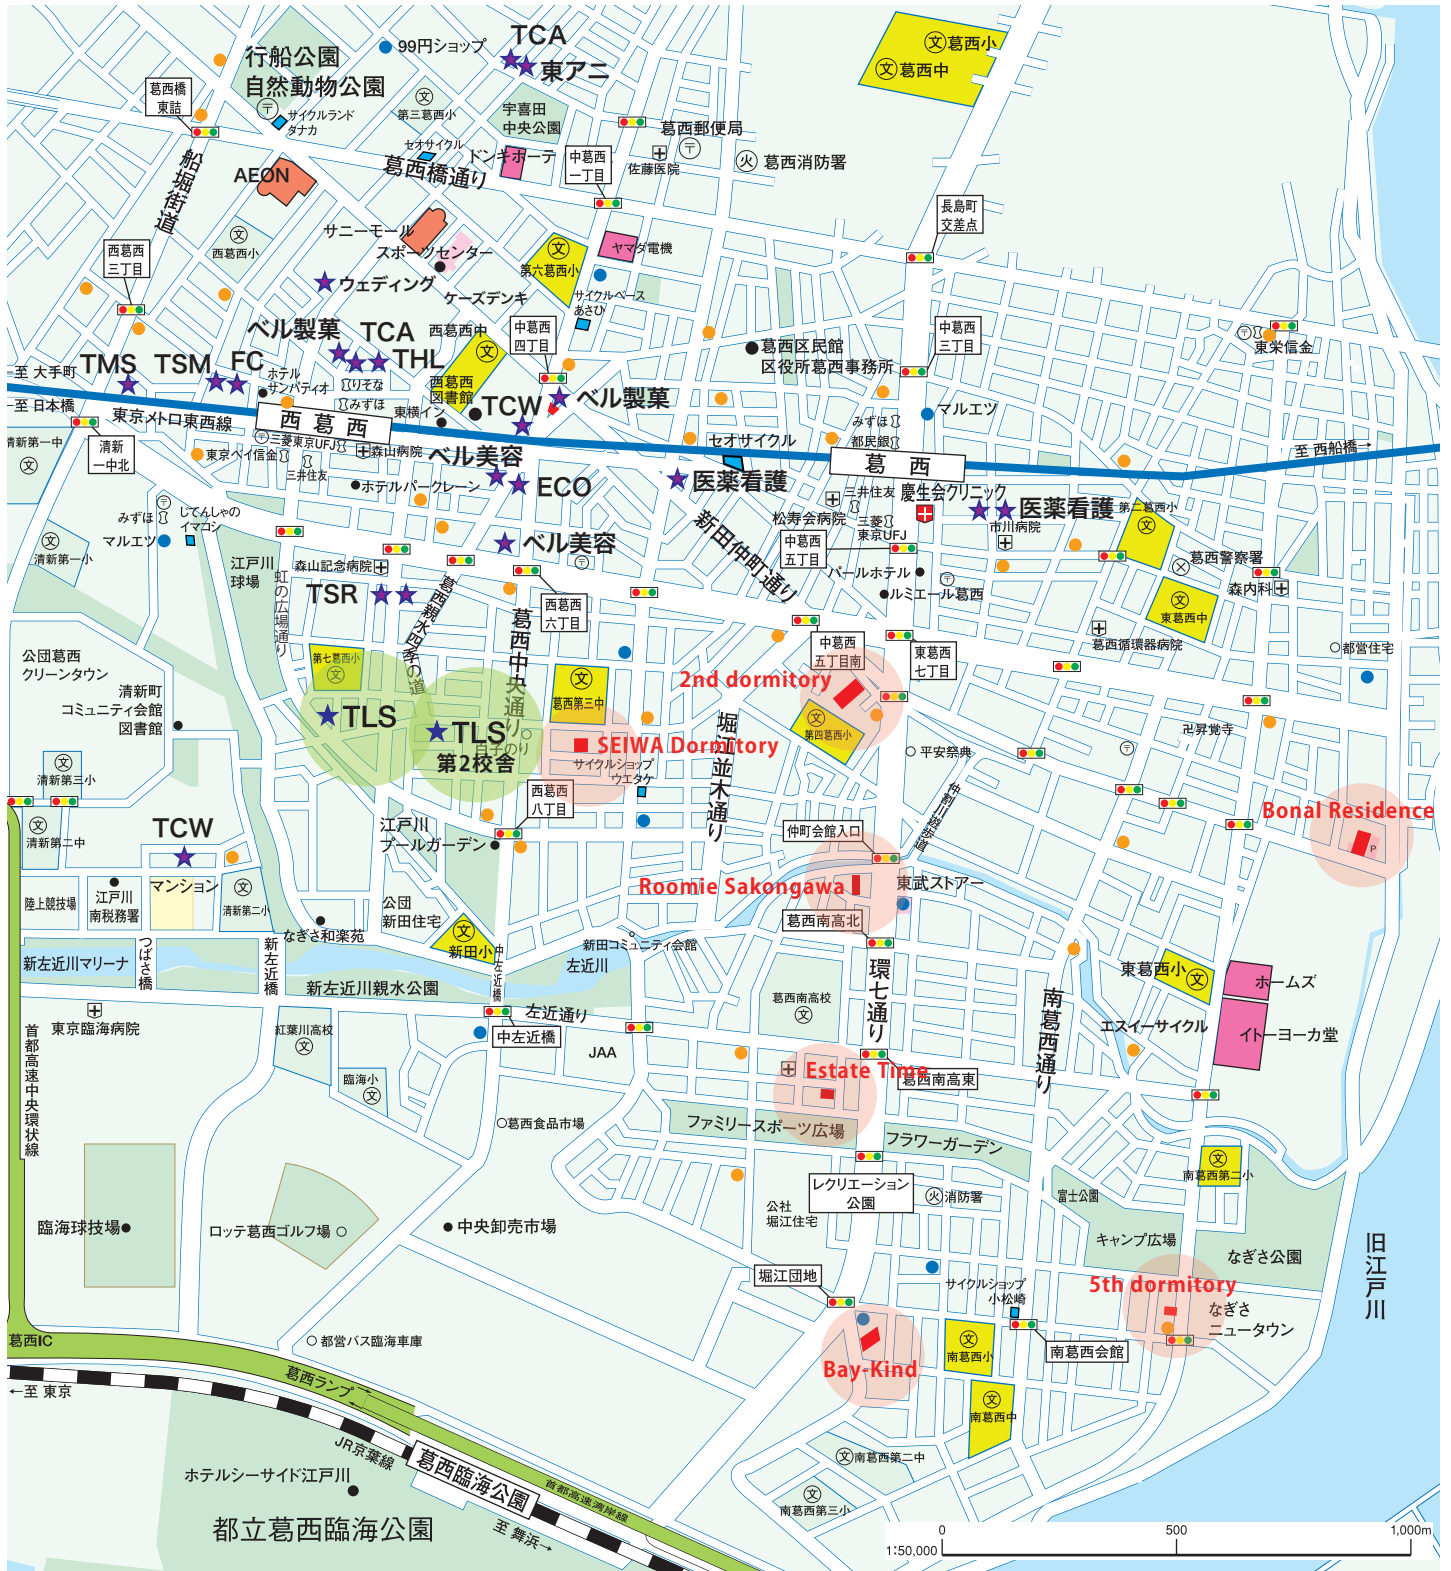 TCA
東アニ
99円ショップ
行船公園
自然動物公園
葛西小
葛西中
葛西橋
東詰
サイクルランド
タナカ
第三葛西小
宇喜田
中央公園
葛西郵便局
葛西消防署
佐藤医院
セオサイクル
ドンキホーテ
中葛西
一丁目
葛西橋通り
船堀街道
AEON
長島町
交差点
西葛西小
サニーモール
スポーツセンター
ヤマダ電機
第六葛西小
西葛西
三丁目
ウェディング
ケーズデンキ
サイクルベース
あさひ
ベル製菓
TCA
THL
西葛西中
中葛西
四丁目
中葛西
三丁目
葛西区民館
区役所葛西事務所
東栄信金
TMS
TSM
FC
ホテル
サンパティオ
りそな
みずほ
西葛西
図書館
東横イン
TCW
ベル製菓
マルエツ
←至 大手町
←至 日本橋
東京メトロ東西線
西葛西
みずほ
都民銀
セオサイクル
葛西
至 西船橋→
清新第一中
清新
一中北
東京ベイ信金
三菱東京UFJ
三井住友
森山病院
ベル美容
ECO
ホテルパークレーン
医薬看護
三井住友
慶生会クリニック
松寿会病院
三菱
東京UFJ
市川病院
医薬看護
第二葛西小
みずほ
じてんしゃの
イマコシ
マルエツ
清新第一小
江戸川
球場
森山記念病院
ベル美容
新田仲町通り
中葛西
五丁目
パールホテル
ルミエール葛西
葛西警察署
森内科
東葛西中
TSR
虹の広場通り
葛西親水四季の道
葛西中央通り
西葛西
六丁目
中葛西
五丁目南
東葛西
七丁目
葛西循環器病院
都営住宅
公団葛西
クリーンタウン
清新町
コミュニティ会館
図書館
第七葛西小
TLS
TLS
第2校舎
百子のり
葛西第三中
2nd dormitory
第四葛西小
SEIWA Dormitory
サイクルショップ
ウエタケ
堀江並木通り
平安祭典
卍昇覚寺
清新第三小
清新第二中
TCW
マンション
江戸川
プールガーデン
西葛西
八丁目
仲町会館入口
仲割川遊歩道
Bonal Residence
P
Roomie Sakongawa
東武ストアー
陸上競技場
江戸川
南税務署
清新第二小
公団
新田住宅
なぎさ和楽苑
新田小
新田コミュニティ会館
葛西南高北
新左近川マリーナ
つばさ橋
新左近橋
中左近橋
左近川
新左近川親水公園
葛西南高校
環七通り
南葛西通り
東葛西小
ホームズ
イトーヨーカ堂
エスイーサイクル
東京臨海病院
紅葉川高校
臨海小
中左近橋
左近通り
JAA
Estate Time
葛西南高東
首都高速中央環状線
葛西食品市場
ファミリースポーツ広場
フラワーガーデン
レクリエーション
公園
消防署
富士公園
南葛西第二小
公社
堀江住宅
キャンプ広場
なぎさ公園
臨海球技場
ロッテ葛西ゴルフ場
中央卸売市場
旧江戸川
堀江団地
サイクルショップ
小松崎
5th dormitory
なぎさ
ニュータウン
葛西IC
都営バス臨海車庫
Bay-Kind
南葛西小
南葛西会館
←至 東京
葛西ランプ
南葛西中
JR京葉線
葛西臨海公園
首都高速湾岸線
南葛西第二中
南葛西第三小
ホテルシーサイド江戸川
都立葛西臨海公園
至 舞浜→
0
500
1,000m
1:50,000